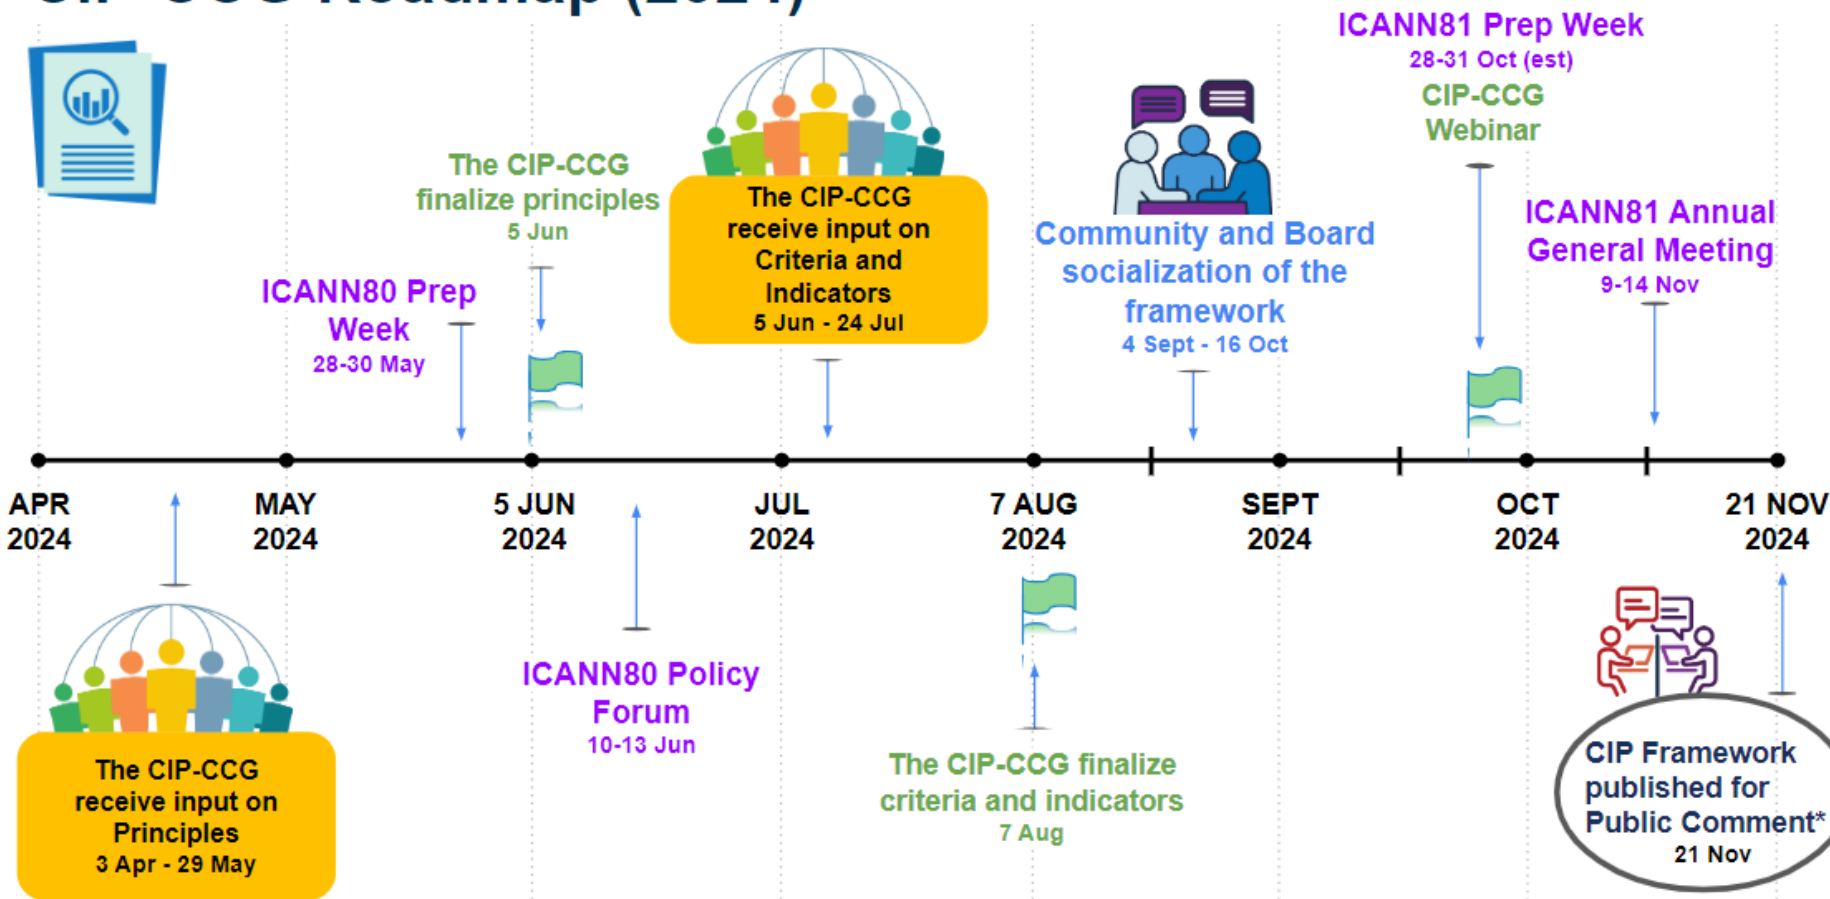 CIP-CCG Roadmap (2024)
ICANN81 Prep Week
28-31 Oct (est)
CIP-CCG
Webinar
The CIP-CCG
finalize principles
5 Jun
The CIP-CCG
receive input on
Criteria and
Indicators
5 Jun - 24 Jul
Community and Board
socialization of the
framework
4 Sept - 16 Oct
ICANN81 Annual
General Meeting
9-14 Nov
ICANN80 Prep
Week
28-30 May
APR
2024
MAY
2024
5 JUN
2024
JUL
2024
7 AUG
2024
SEPT
2024
OCT
2024
21 NOV
2024
The CIP-CCG
receive input on
Principles
3 Apr - 29 May
ICANN80 Policy
Forum
10-13 Jun
The CIP-CCG finalize
criteria and indicators
7 Aug
CIP Framework
published for
Public Comment*
21 Nov